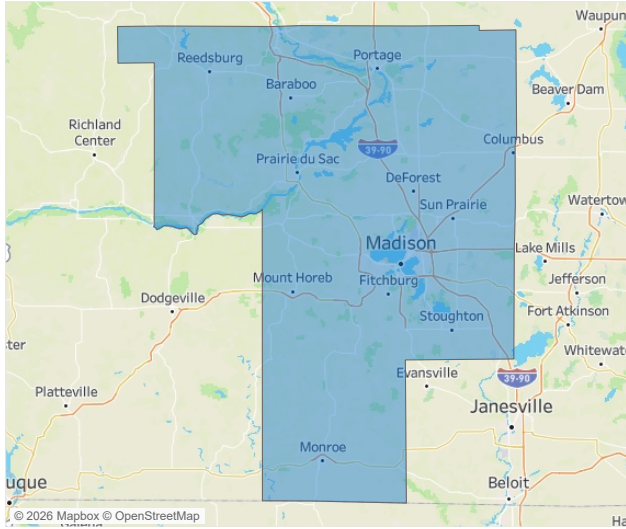 Waupun
Portage
Reedsburg
Baraboo
Beaver Dam
Richland
Center
Columbus
39-90
Prairie du Sac
DeForest
Sun Prairie
Watertow
Madison
Lake Mills
Mount Horeb
Fitchburg
Jefferson
Dodgeville
Fort Atkinson
Stoughton
ster
Whitewat
Evansville
39-90
Platteville
Janesville
Monroe
uque
Beloit
© 2026 Mapbox © OpenStreetMap
Ha